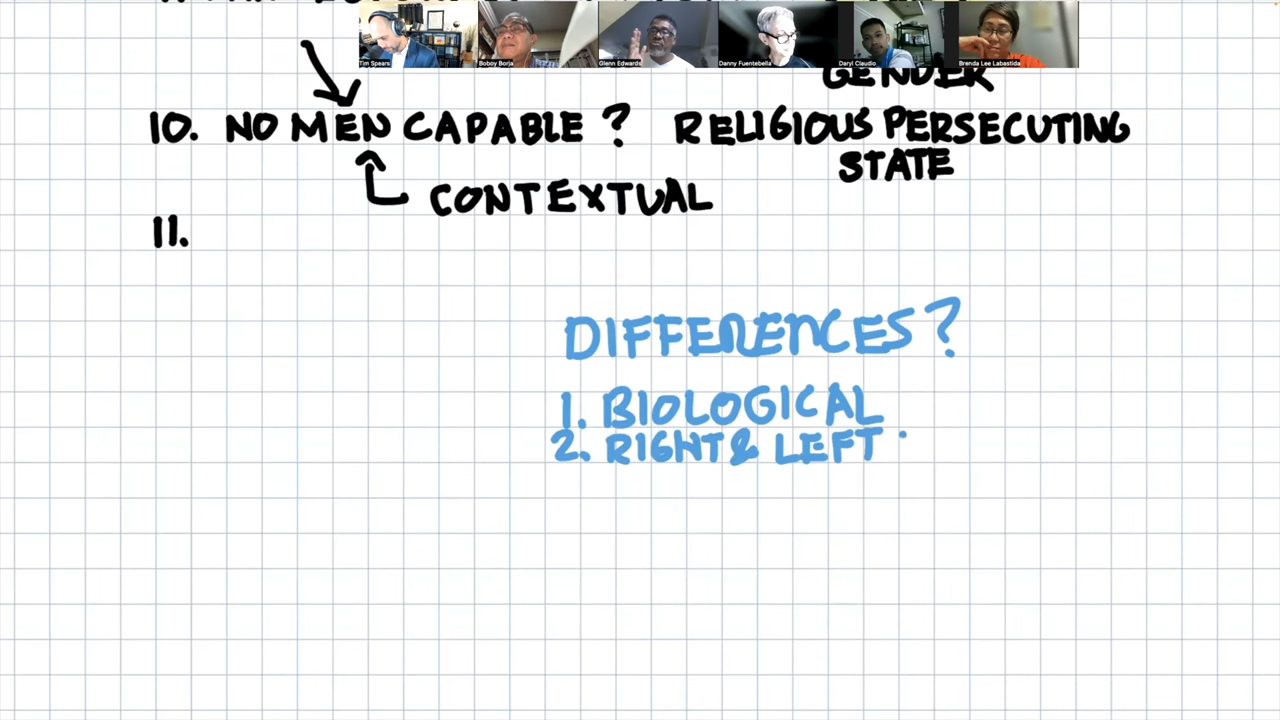 Tim Spears
Boboy Borja
Glenn Edwards
Danny Fuentebella
Daryl Claudio
Brenda Lee Labastida
GENDER
10. NO MEN CAPABLE ? RELIGIOUS PERSECUTING
STATE
CONTEXTUAL
11.
DIFFERENCES?
1. BIOLOGICAL
2. RIGHT & LEFT